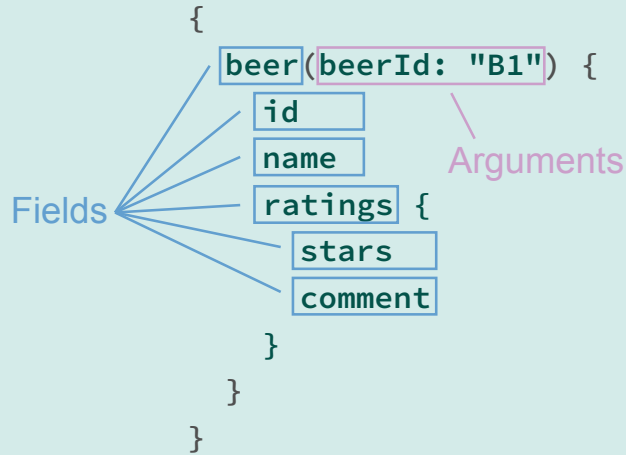 {
beer(beerId: "B1") {
id
name
Arguments
ratings {
Fields
stars
comment
}
}
}